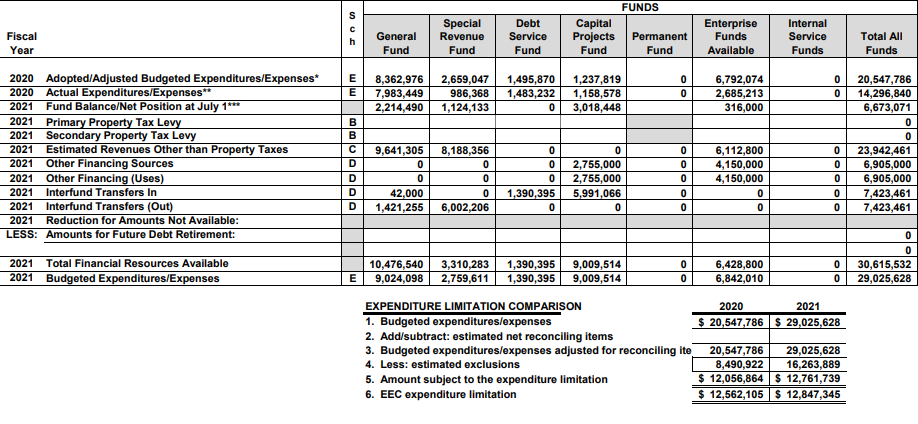 FUNDS
Fiscal Year S c h General Fund Special Revenue Fund Debt Service Fund Capital Projects Fund Permanent Fund Enterprise Funds Available Internal Service Funds Total All Funds
2020 Adopted/Adjusted Budgeted Expenditures/Expenses* E 8,362,976 2,659,047 1,495,870 1,237,819 0 6,792,074 0 20,547,786
2020 Actual Expenditures/Expenses** E 7,983,449 986,368 1,483,232 1,158,578 0 2,685,213 0 14,296,840
2021 Fund Balance/Net Position at July 1*** 2,214,490 1,124,133 0 3,018,448 316,000 0 6,673,071
2021 Primary Property Tax Levy B 0
2021 Secondary Property Tax Levy B 0
2021 Estimated Revenues Other than Property Taxes C 9,641,305 8,188,356 0 0 0 6,112,800 0 23,942,461
2021 Other Financing Sources D 0 0 0 2,755,000 0 4,150,000 0 6,905,000
2021 Other Financing (Uses) D 0 0 0 2,755,000 0 4,150,000 0 6,905,000
2021 Interfund Transfers In D 42,000 0 1,390,395 5,991,066 0 0 0 7,423,461
2021 Interfund Transfers (Out) D 1,421,255 6,002,206 0 0 0 0 0 7,423,461
2021 Reduction for Amounts Not Available:
LESS: Amounts for Future Debt Retirement: 0
0
2021 Total Financial Resources Available 10,476,540 3,310,283 1,390,395 9,009,514 0 6,428,800 0 30,615,532
2021 Budgeted Expenditures/Expenses E 9,024,098 2,759,611 1,390,395 9,009,514 0 6,842,010 0 29,025,628
EXPENDITURE LIMITATION COMPARISON 2020 2021
1. Budgeted expenditures/expenses $ 20,547,786 $ 29,025,628
2. Add/subtract: estimated net reconciling items
3. Budgeted expenditures/expenses adjusted for reconciling ite 20,547,786 29,025,628
4. Less: estimated exclusions 8,490,922 16,263,889
5. Amount subject to the expenditure limitation $ 12,056,864 $ 12,761,739
6. EEC expenditure limitation $ 12,562,105 $ 12,847,345